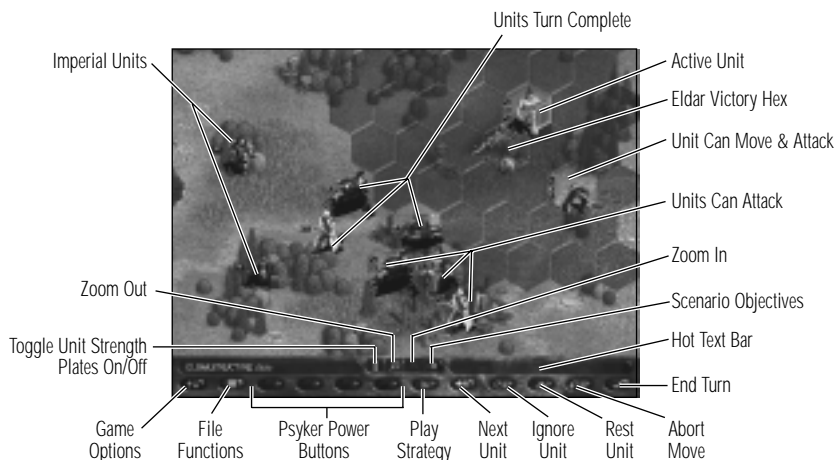 Units Turn Complete
Imperial Units
Active Unit
Eldar Victory Hex
Unit Can Move & Attack
Units Can Attack
Zoom In
Zoom Out
Scenario Objectives
Toggle Unit Strength
Plates On/Off
Hot Text Bar
End Turn
Game
Options
File
Functions
Psyker Power
Buttons
Play
Strategy
Next
Unit
Ignore
Unit
Rest
Unit
Abort
Move